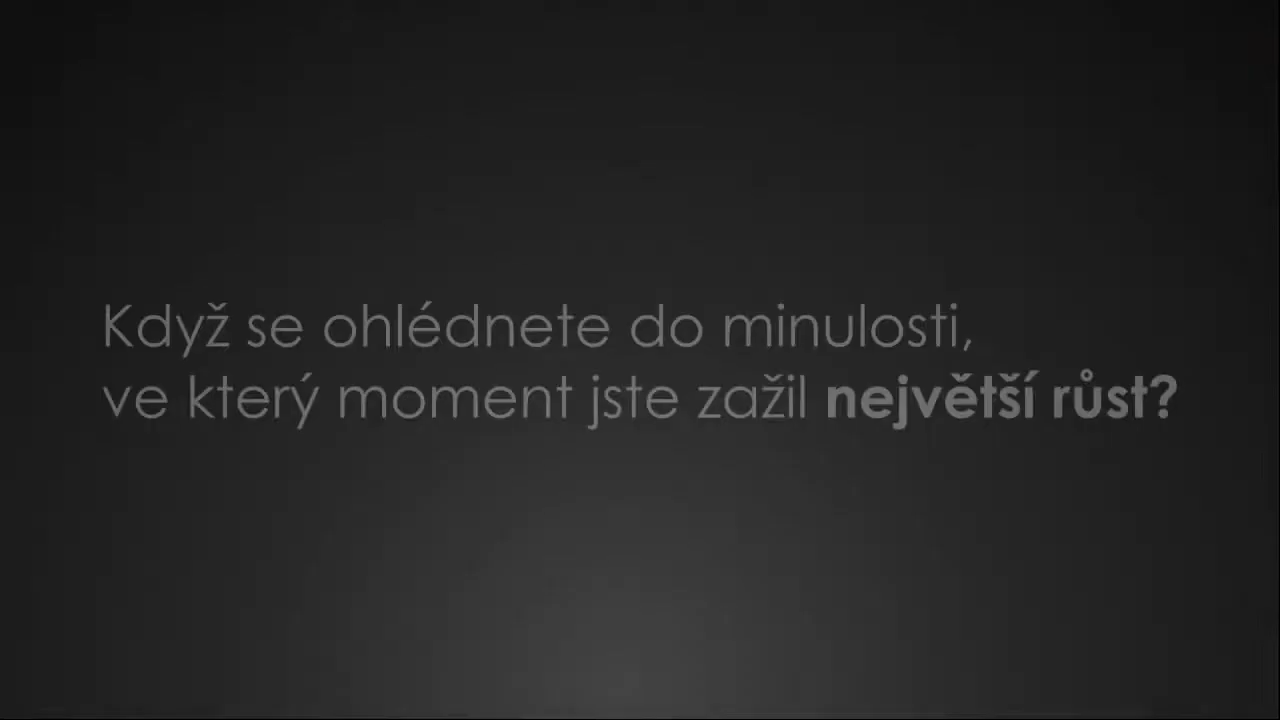 Když se ohlédnete do minulosti,
ve který moment jste zažil největší růst?